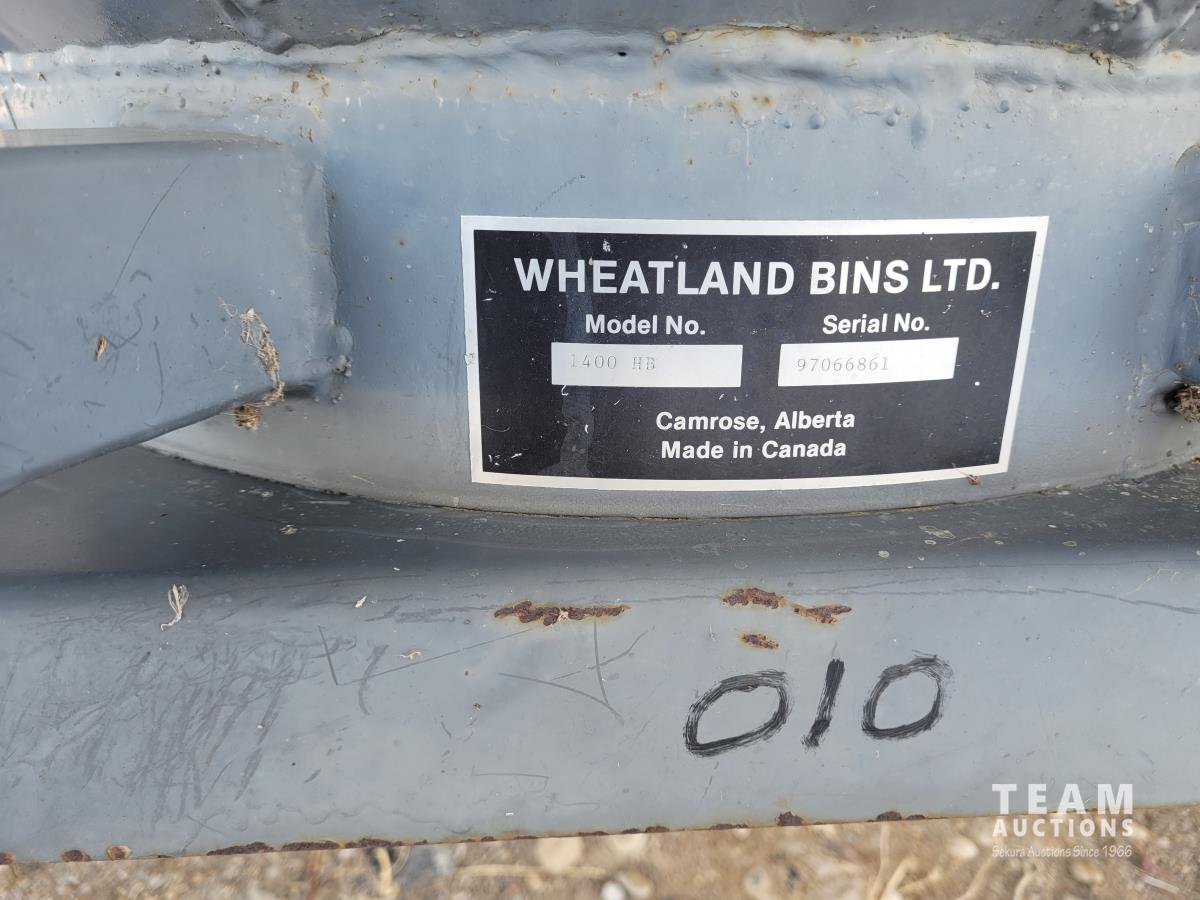 WHEATLAND BINS LTD.
Model No. Serial No.
1400 HB 97066861
Camrose, Alberta
Made in Canada
010
TEAM
AUCTIONS
Sekura Auctions Since 1966